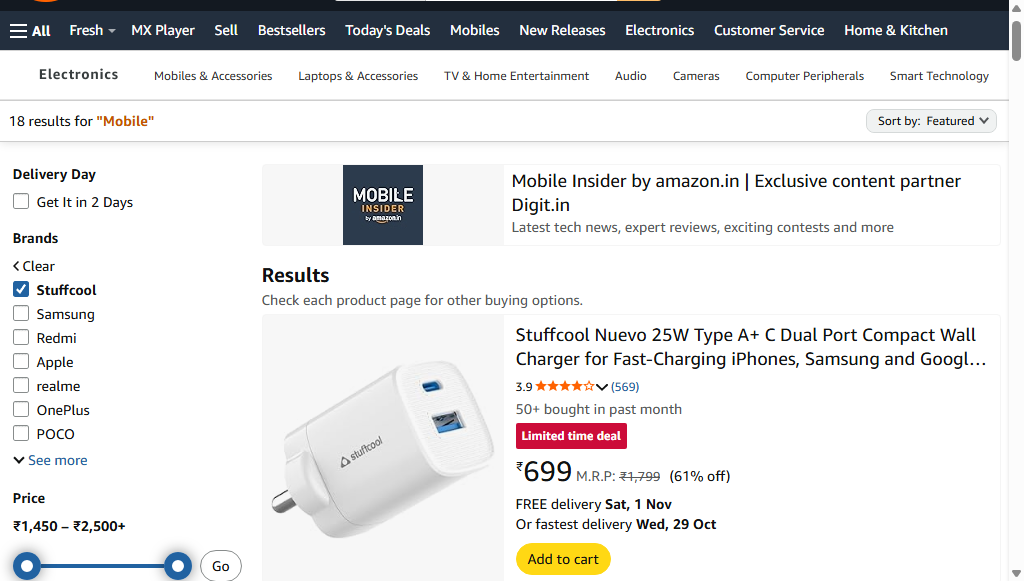 All
Fresh
MX Player
Sell
Bestsellers
Today's Deals
Mobiles
New Releases
Electronics
Customer Service
Home & Kitchen
Electronics
Mobiles & Accessories
Laptops & Accessories
TV & Home Entertainment
Audio
Cameras
Computer Peripherals
Smart Technology
18 results for "Mobile"
Sort by: Featured
Delivery Day
Get It in 2 Days
Brands
Clear
Stuffcool
Samsung
Redmi
Apple
realme
OnePlus
POCO
See more
Price
₹1,450 – ₹2,500+
Go
MOBILE
INSIDER
by amazon.in
Mobile Insider by amazon.in | Exclusive content partner
Digit.in
Latest tech news, expert reviews, exciting contests and more
Results
Check each product page for other buying options.
stuffcool
Stuffcool Nuevo 25W Type A+ C Dual Port Compact Wall
Charger for Fast-Charging iPhones, Samsung and Googl...
3.9 (569)
50+ bought in past month
Limited time deal
₹699 M.R.P: ₹1,799 (61% off)
FREE delivery Sat, 1 Nov
Or fastest delivery Wed, 29 Oct
Add to cart